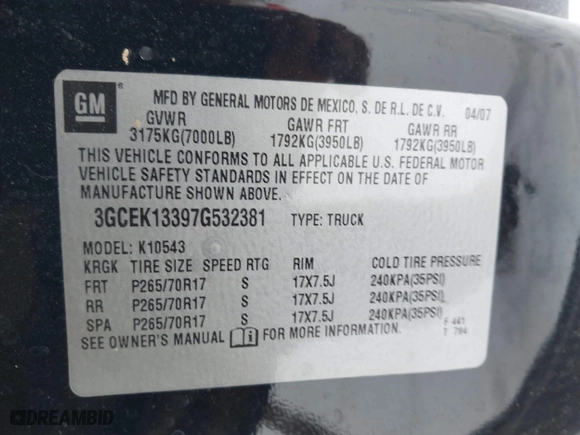 GM®
MFD BY GENERAL MOTORS DE MEXICO, S. DE R.L. DE C.V. 04/07
GVWR GAWR FRT GAWR RR
3175KG(7000LB) 1792KG(3950LB) 1792KG(3950LB)
THIS VEHICLE CONFORMS TO ALL APPLICABLE U.S. FEDERAL MOTOR
VEHICLE SAFETY STANDARDS IN EFFECT ON THE DATE OF
MANUFACTURE SHOWN ABOVE.
3GCEK13397G532381 TYPE: TRUCK
MODEL: K10543
KRGK TIRE SIZE SPEED RTG RIM COLD TIRE PRESSURE
FRT P265/70R17 S 17X7.5J 240KPA(35PSI)
RR P265/70R17 S 17X7.5J 240KPA(35PSI)
SPA P265/70R17 S 17X7.5J 240KPA(35PSI)
SEE OWNER'S MANUAL FOR MORE INFORMATION.
F 441
T 764
DREAMBID